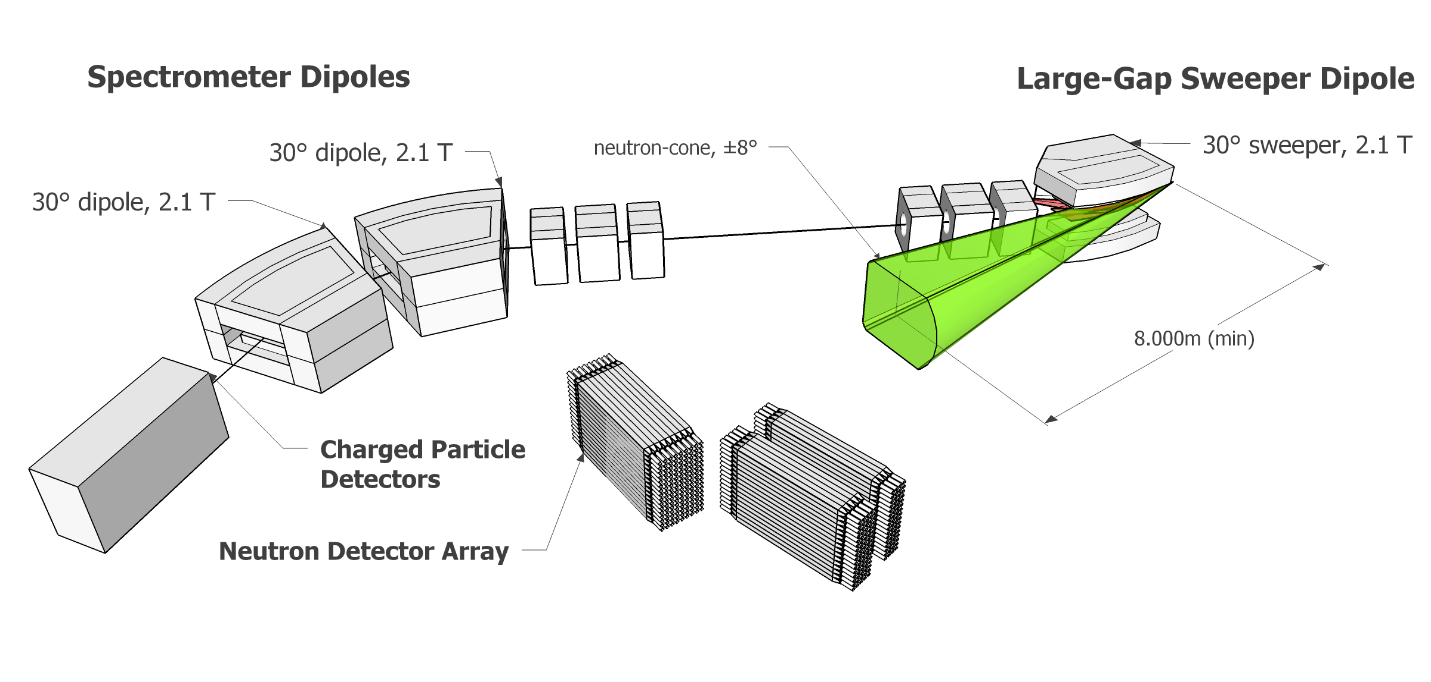 Spectrometer Dipoles
Large-Gap Sweeper Dipole
30° dipole, 2.1 T
neutron-cone, ±8°
30° sweeper, 2.1 T
30° dipole, 2.1 T
8.000m (min)
Charged Particle
Detectors
Neutron Detector Array